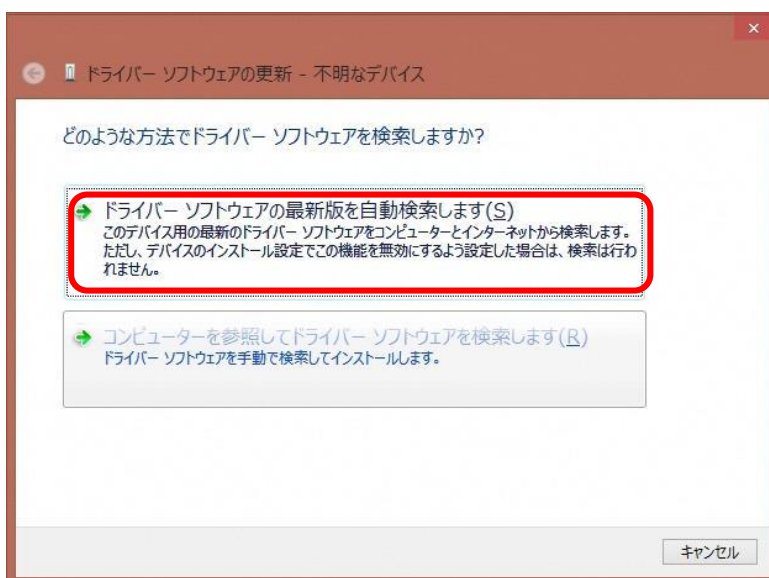 ドライバー ソフトウェアの更新 - 不明なデバイス
どのような方法でドライバー ソフトウェアを検索しますか?
ドライバー ソフトウェアの最新版を自動検索します(S)
このデバイス用の最新のドライバー ソフトウェアをコンピューターとインターネットから検索します。
ただし、デバイスのインストール設定でこの機能を無効にするよう設定した場合は、検索は行わ
れません。
コンピューターを参照してドライバー ソフトウェアを検索します(R)
ドライバー ソフトウェアを手動で検索してインストールします。
キャンセル